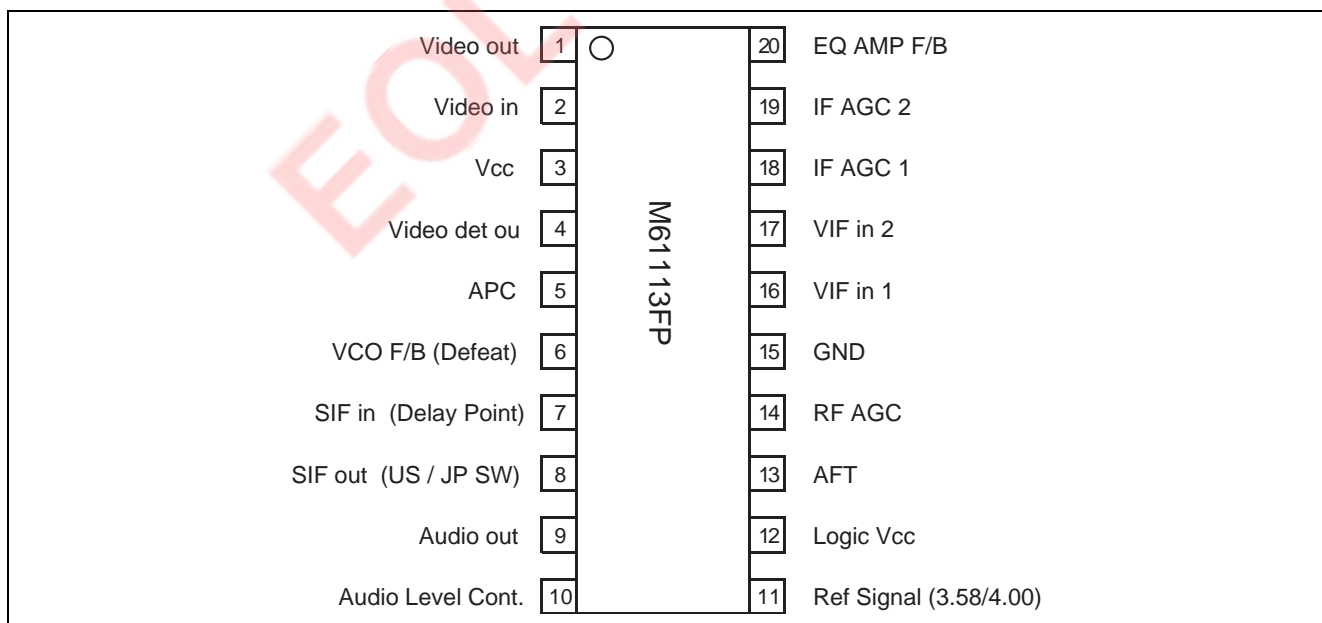 EOL
Video out 1 20 EQ AMP F/B
Video in 2 19 IF AGC 2
Vcc 3 18 IF AGC 1
Video det ou 4 17 VIF in 2
APC 5 16 VIF in 1
VCO F/B (Defeat) 6 15 GND
SIF in (Delay Point) 7 14 RF AGC
SIF out (US / JP SW) 8 13 AFT
Audio out 9 12 Logic Vcc
Audio Level Cont. 10 11 Ref Signal (3.58/4.00)
M61113FP